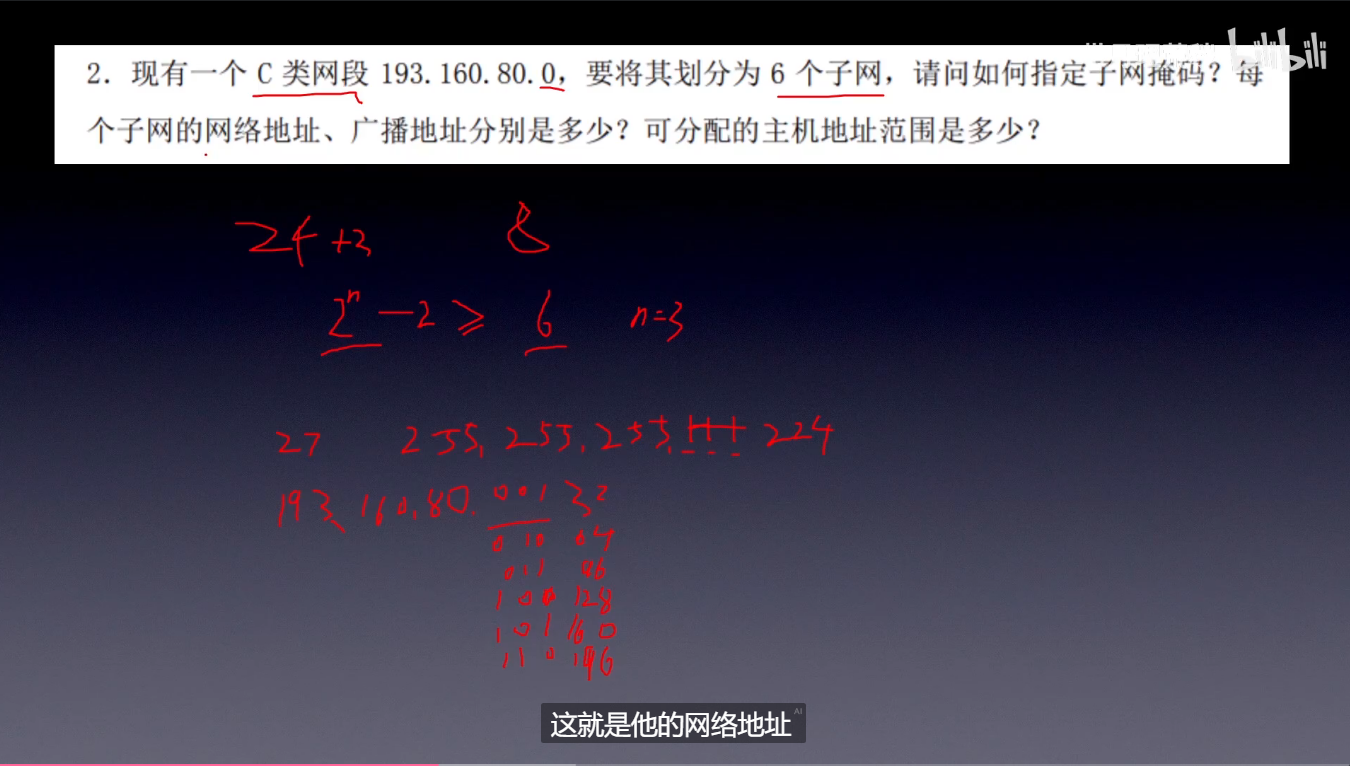 bilibili
2. 现有一个 C 类网段 193.160.80.0，要将其划分为 6 个子网，请问如何指定子网掩码？每
个子网的网络地址、广播地址分别是多少？可分配的主机地址范围是多少？
24+3 8
2ⁿ-2≥ 6 n=3
27 255.255.255.111 224
193.160.80.001 32
010 64
011 96
100 128
101 160
110 196
这就是他的网络地址 AI